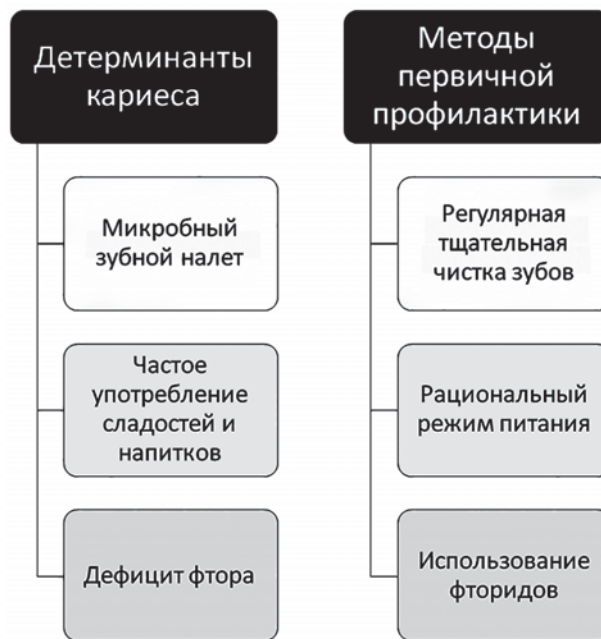 Детерминанты
кариеса
Микробный
зубной налет
Частое
употребление
сладостей и
напитков
Дефицит фтора
Методы
первичной
профилактики
Регулярная
тщательная
чистка зубов
Рациональный
режим питания
Использование
фторидов